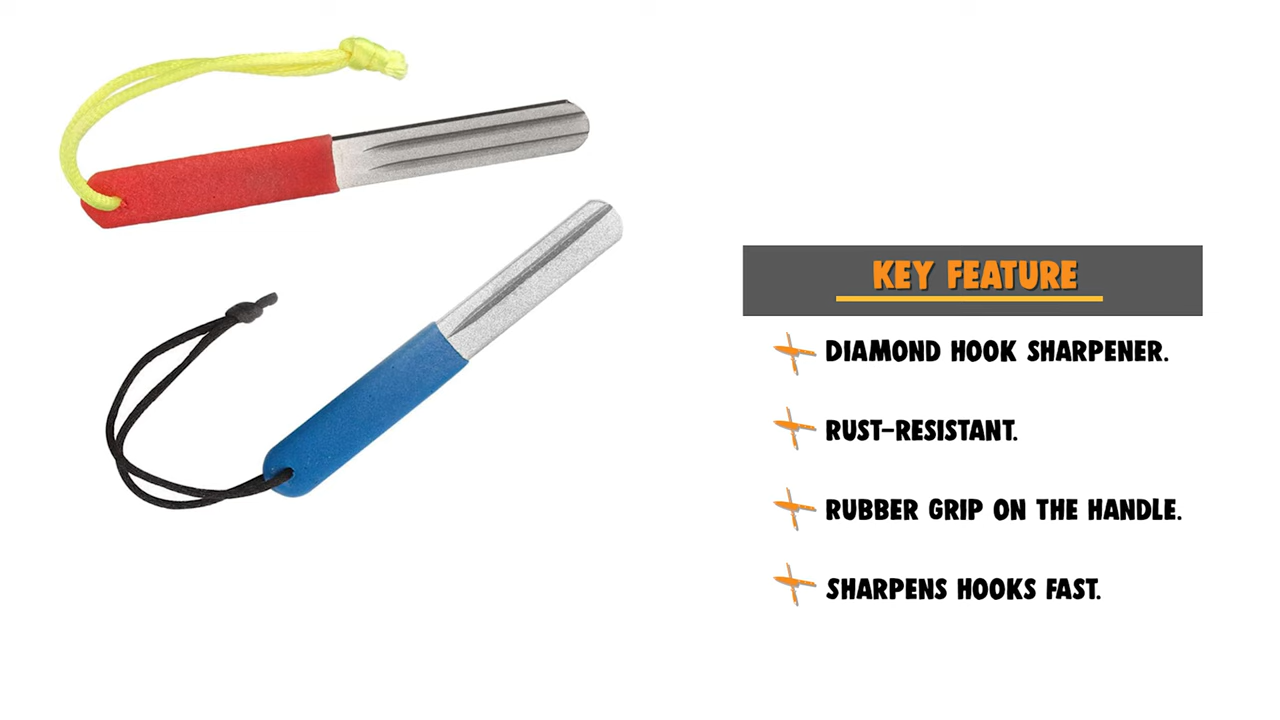 KEY FEATURE
DIAMOND HOOK SHARPENER.
RUST-RESISTANT.
RUBBER GRIP ON THE HANDLE.
SHARPENS HOOKS FAST.